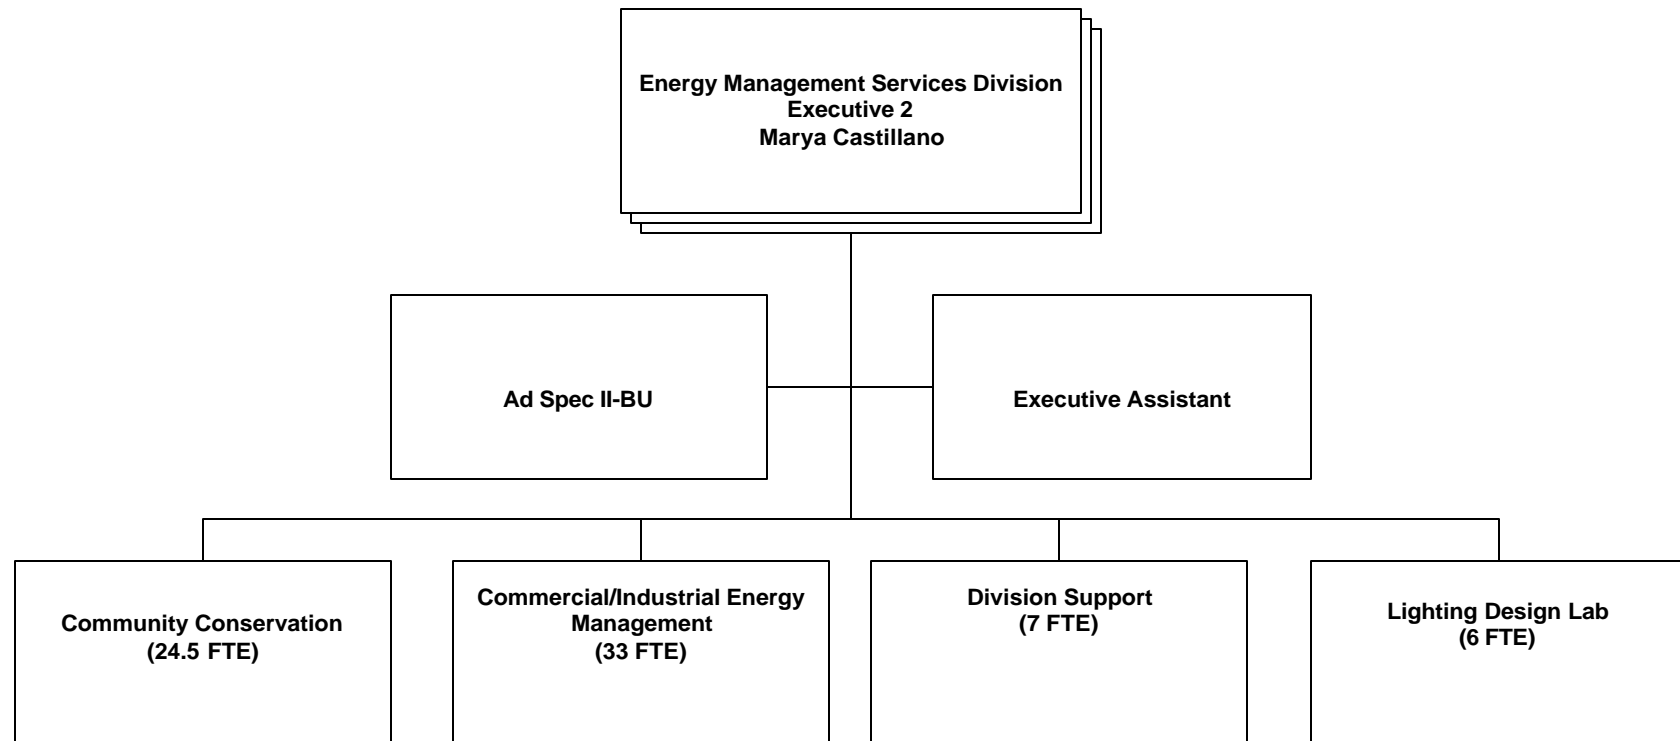 Energy Management Services Division
Executive 2
Marya Castillano
Ad Spec II-BU
Executive Assistant
Community Conservation
(24.5 FTE)
Commercial/Industrial Energy
Management
(33 FTE)
Division Support
(7 FTE)
Lighting Design Lab
(6 FTE)